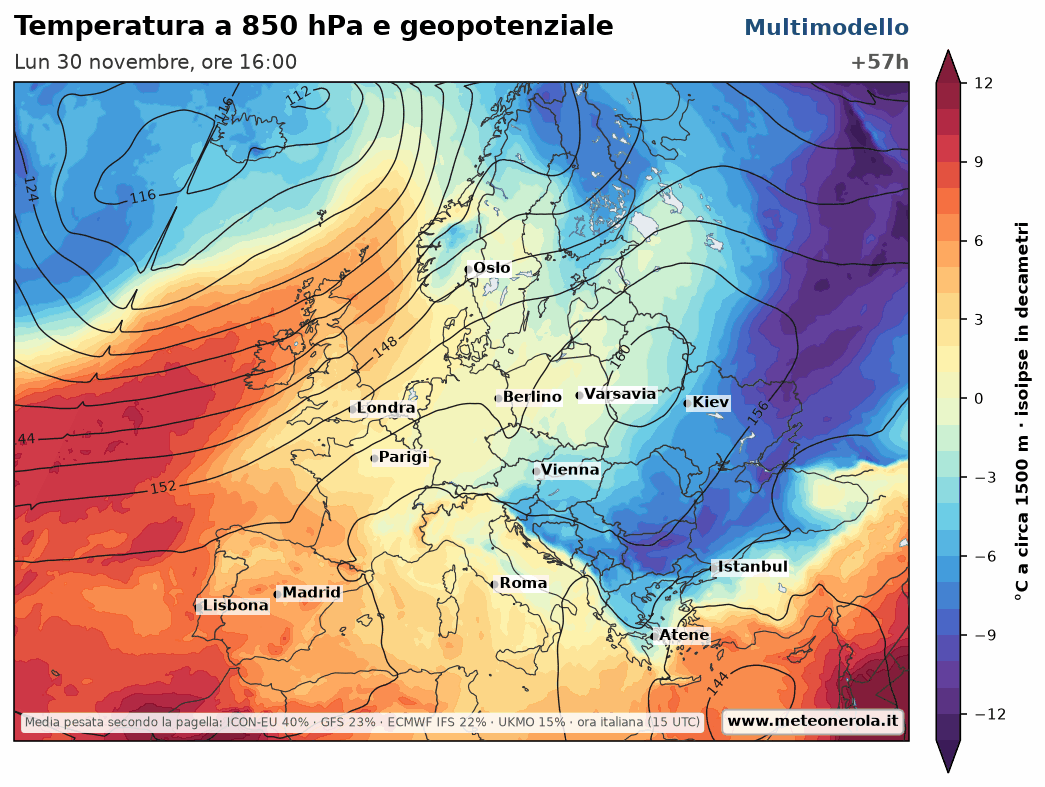 Temperatura a 850 hPa e geopotenziale
Multimodello
Lun 30 novembre, ore 16:00
+57h
112
116
116
124
Oslo
148
60
Berlino
Varsavia
Kiev
Londra
156
44
Parigi
Vienna
152
Istanbul
Roma
Madrid
Lisbona
Atene
144
Media pesata secondo la pagella: ICON-EU 40% · GFS 23% · ECMWF IFS 22% · UKMO 15% · ora italiana (15 UTC)
www.meteonerola.it
12
9
6
3
0
−3
−6
−9
−12
°C a circa 1500 m · isoipse in decametri